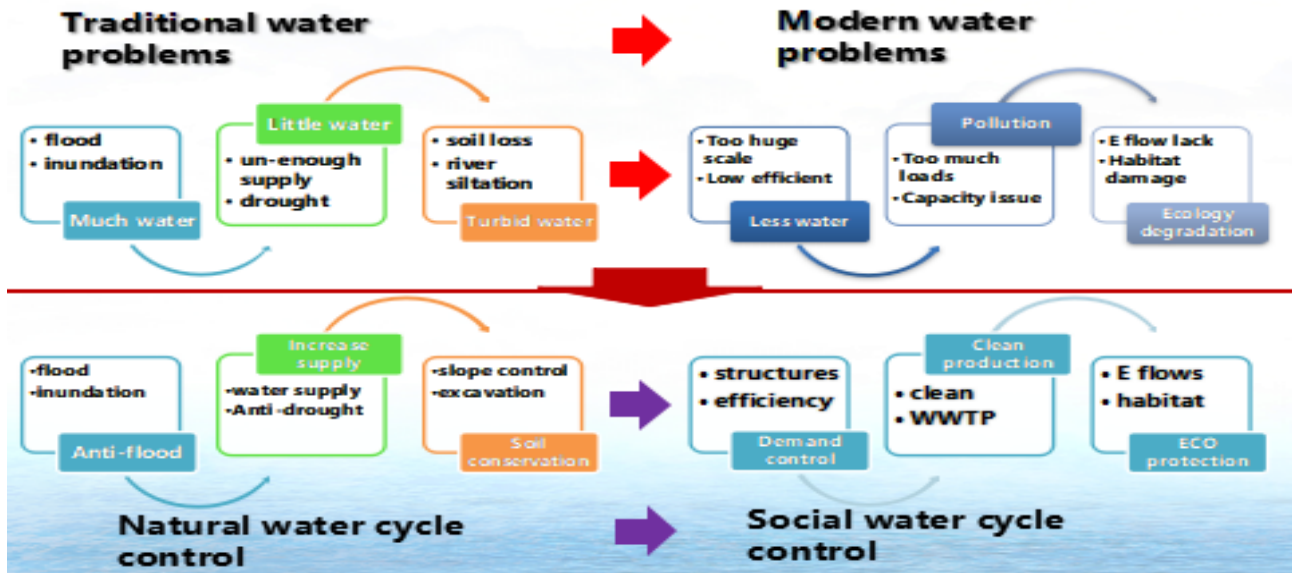 Traditional water
problems
Modern water
problems
• flood
• inundation
Much water
Little water
• un-enough
supply
• drought
• soil loss
• river
siltation
Turbid water
•Too huge
scale
•Low efficient
Less water
Pollution
•Too much
loads
•Capacity issue
•E flow lack
•Habitat
damage
Ecology
degradation
•flood
•inundation
Anti-flood
Increase
supply
•water supply
•Anti-drought
•slope control
•excavation
Soil
conservation
• structures
• efficiency
Demand
control
Clean
production
• clean
• WWTP
• E flows
• habitat
ECO
protection
Natural water cycle
control
Social water cycle
control